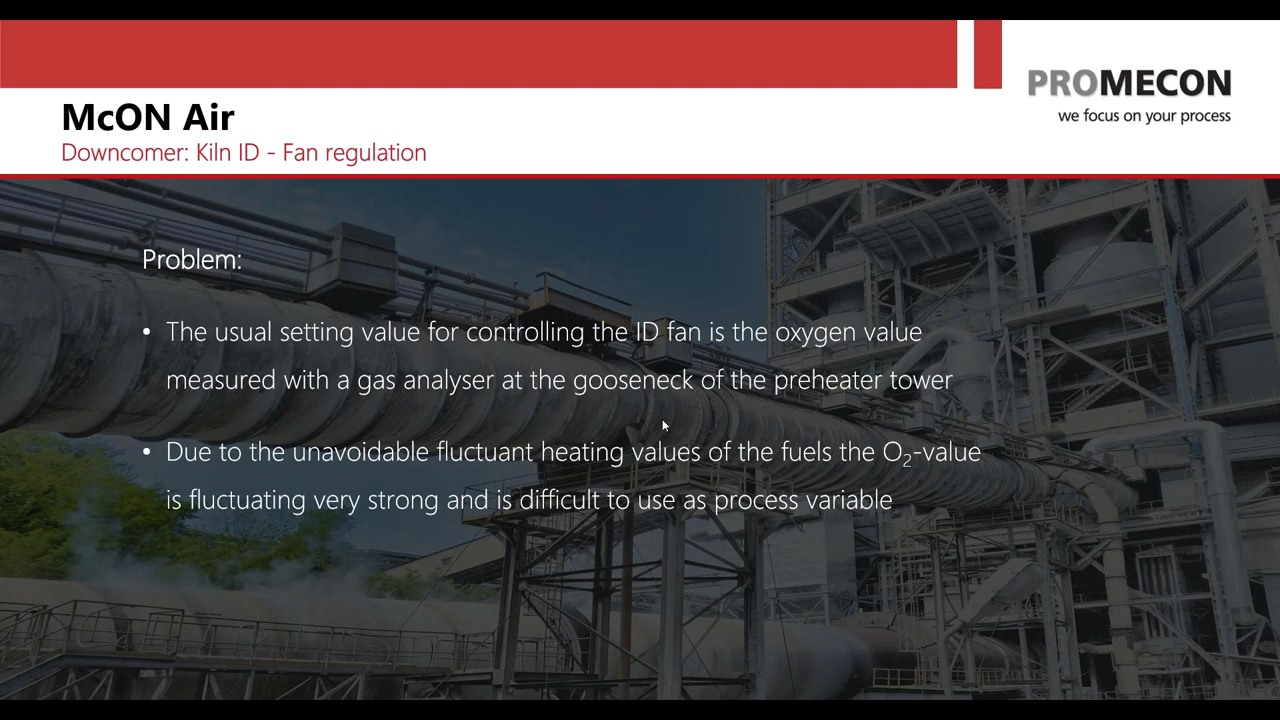 PROMECON
we focus on your process
McON Air
Downcomer: Kiln ID - Fan regulation
Problem:
• The usual setting value for controlling the ID fan is the oxygen value
measured with a gas analyser at the gooseneck of the preheater tower
• Due to the unavoidable fluctuant heating values of the fuels the O₂-value
is fluctuating very strong and is difficult to use as process variable